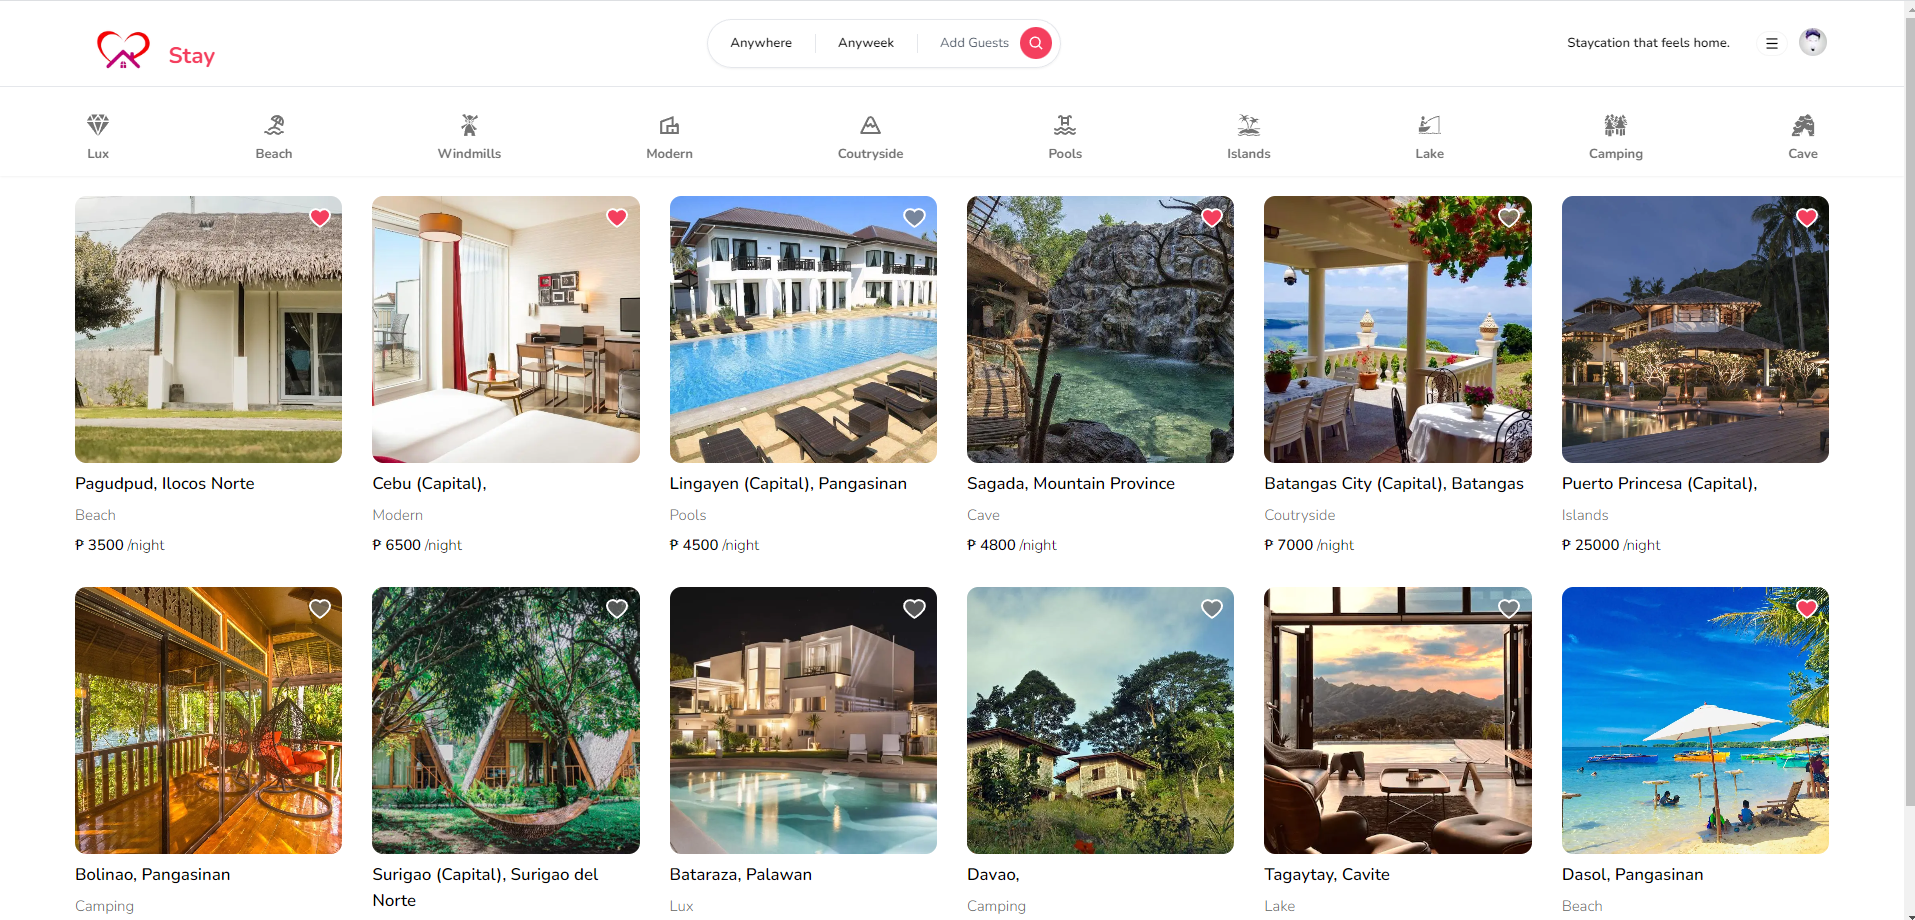 Stay
Anywhere Anyweek Add Guests
Staycation that feels home.
Lux Beach Windmills Modern Coutryside Pools Islands Lake Camping Cave
Pagudpud, Ilocos Norte
Beach
₱ 3500 /night
Cebu (Capital),
Modern
₱ 6500 /night
Lingayen (Capital), Pangasinan
Pools
₱ 4500 /night
Sagada, Mountain Province
Cave
₱ 4800 /night
Batangas City (Capital), Batangas
Coutryside
₱ 7000 /night
Puerto Princesa (Capital),
Islands
₱ 25000 /night
Bolinao, Pangasinan
Camping
Surigao (Capital), Surigao del
Norte
Bataraza, Palawan
Lux
Davao,
Camping
Tagaytay, Cavite
Lake
Dasol, Pangasinan
Beach